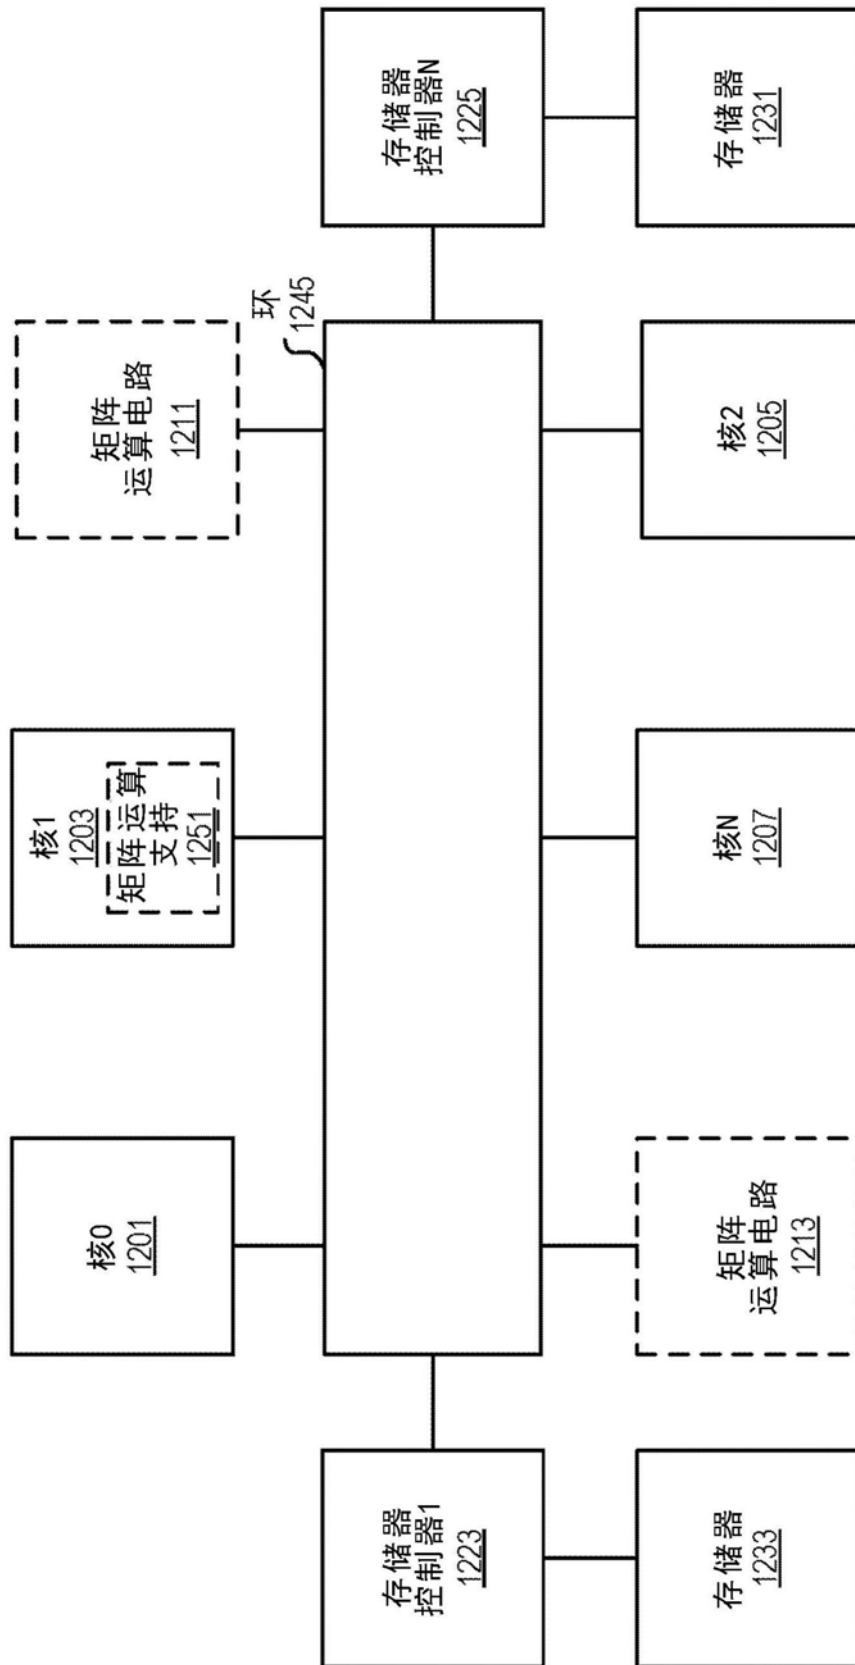 核0
1201
核1
1203
矩阵运算
支持
1251
矩阵
运算电路
1211
环
1245
存储器
控制器1
1223
存储器
控制器N
1225
存储器
1233
矩阵
运算电路
1213
核N
1207
核2
1205
存储器
1231